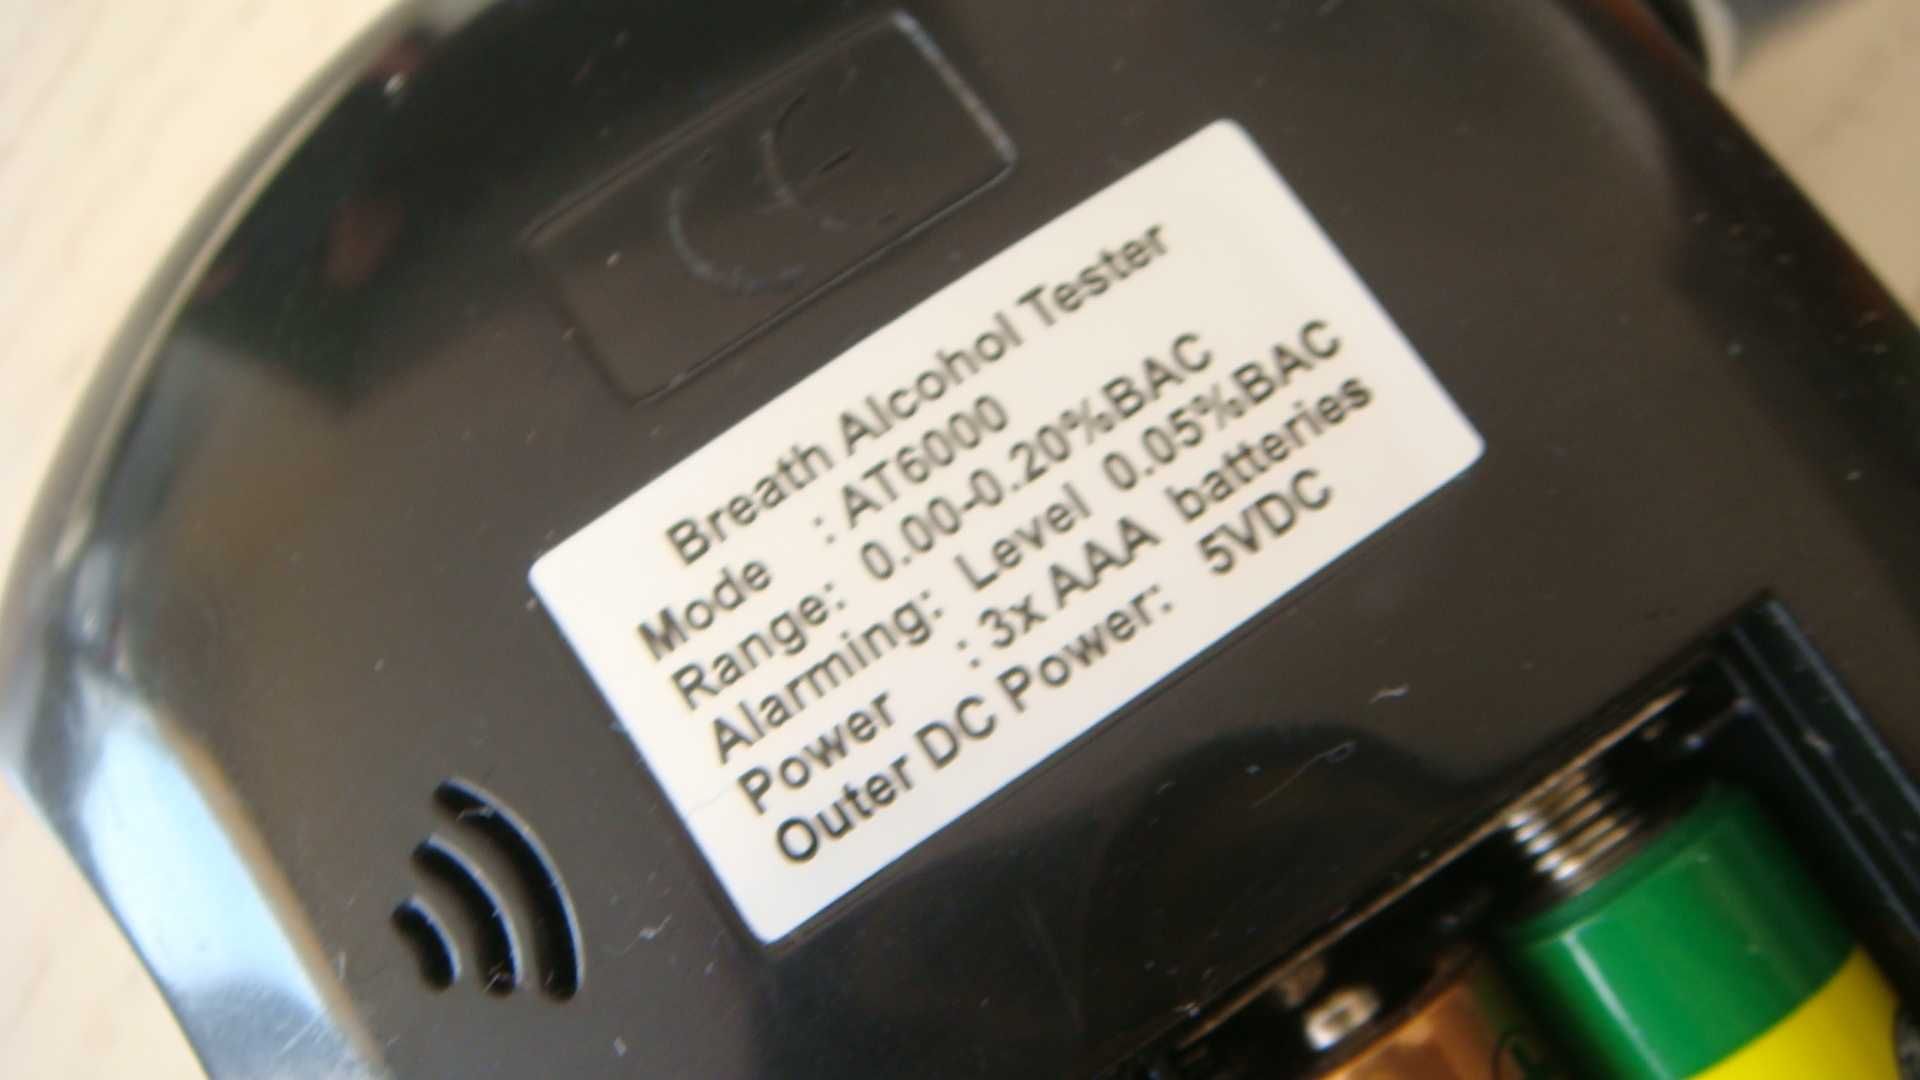 CE
Breath Alcohol Tester
Mode : AT6000
Range: 0.00-0.20%BAC
Alarming: Level 0.05%BAC
Power : 3x AAA batteries
Outer DC Power: 5VDC